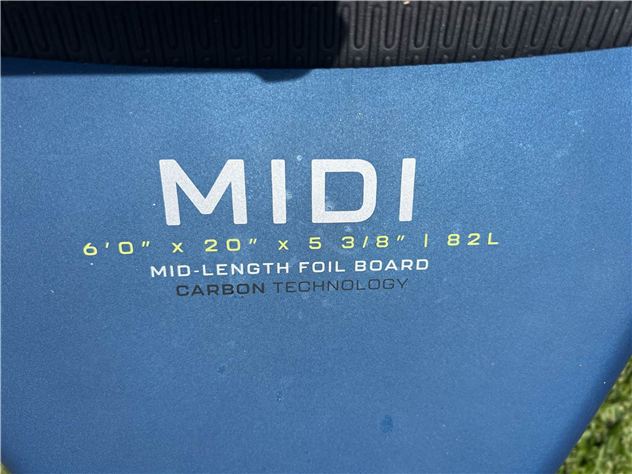 MIDI
6'0" x 20" x 5 3/8" | 82L
MID-LENGTH FOIL BOARD
CARBON TECHNOLOGY